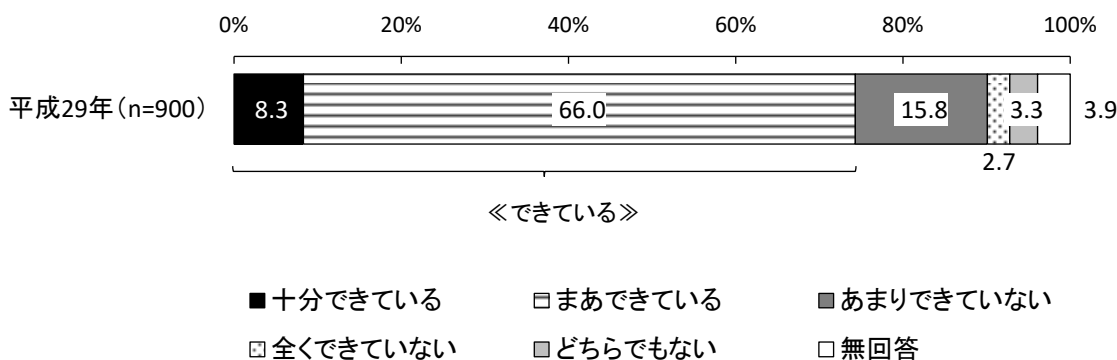 0% 20% 40% 60% 80% 100%
平成29年(n=900) 8.3 66.0 15.8 3.3 3.9
2.7
≪できている≫
十分できている まあできている あまりできていない
全くできていない どちらでもない 無回答